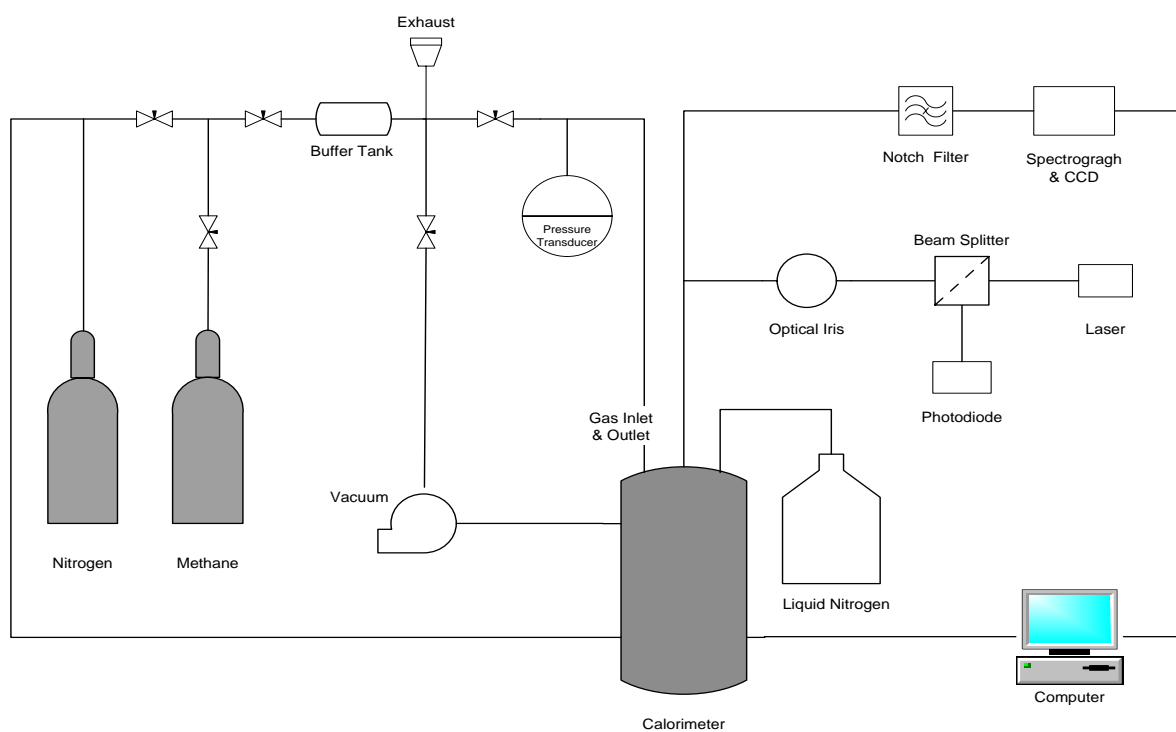 Exhaust
Buffer Tank
Notch Filter
Spectrogragh
& CCD
Pressure
Transducer
Beam Splitter
Optical Iris
Laser
Photodiode
Gas Inlet
& Outlet
Vacuum
Nitrogen
Methane
Liquid Nitrogen
Computer
Calorimeter